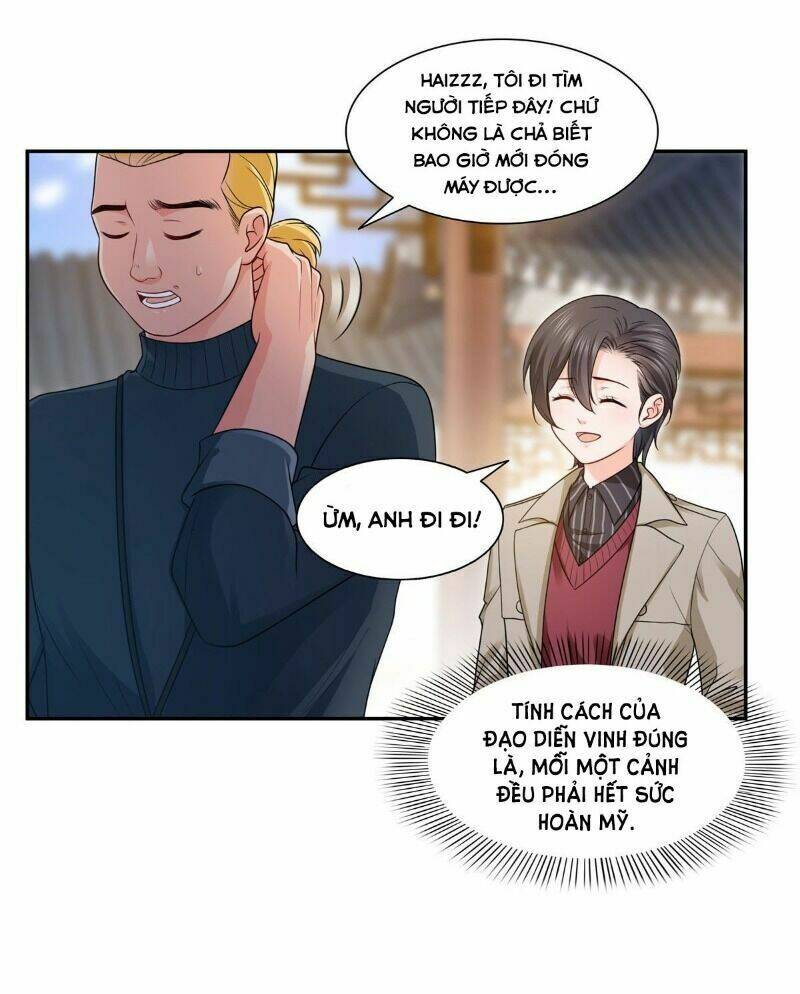 HAIZZZ, TÔI ĐI TÌM
NGƯỜI TIẾP ĐÂY! CHỨ
KHÔNG LÀ CHẢ BIẾT
BAO GIỜ MỚI ĐÓNG
MÁY ĐƯỢC...
ỪM, ANH ĐI ĐI!
TÍNH CÁCH CỦA
ĐẠO DIỄN VINH ĐÚNG
LÀ, MỖI MỘT CẢNH
ĐỀU PHẢI HẾT SỨC
HOÀN MỸ.